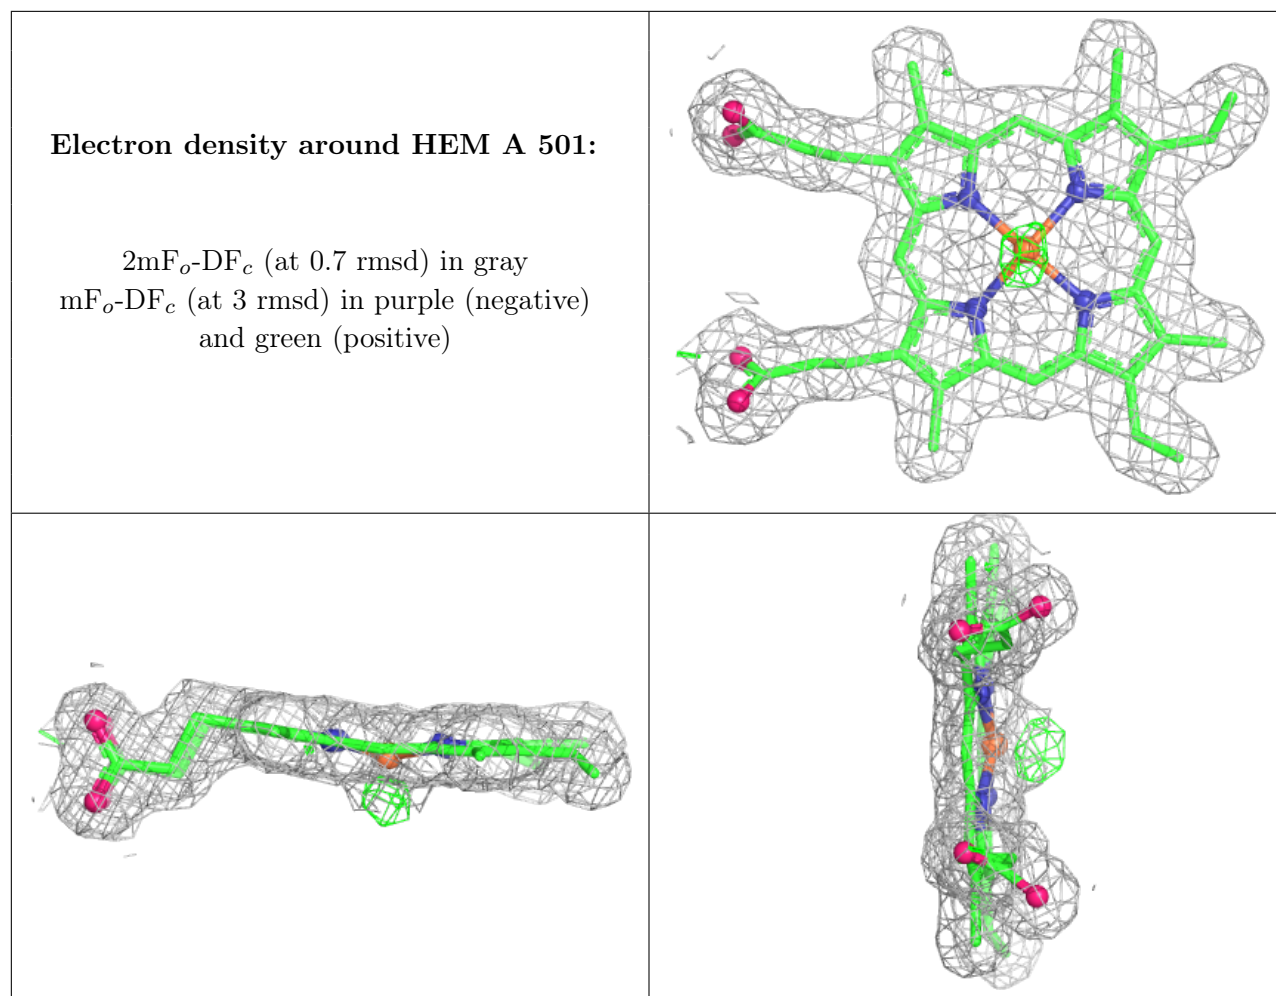 Electron density around HEM A 501:
2mFo-DFc (at 0.7 rmsd) in gray
mFo-DFc (at 3 rmsd) in purple (negative)
and green (positive)